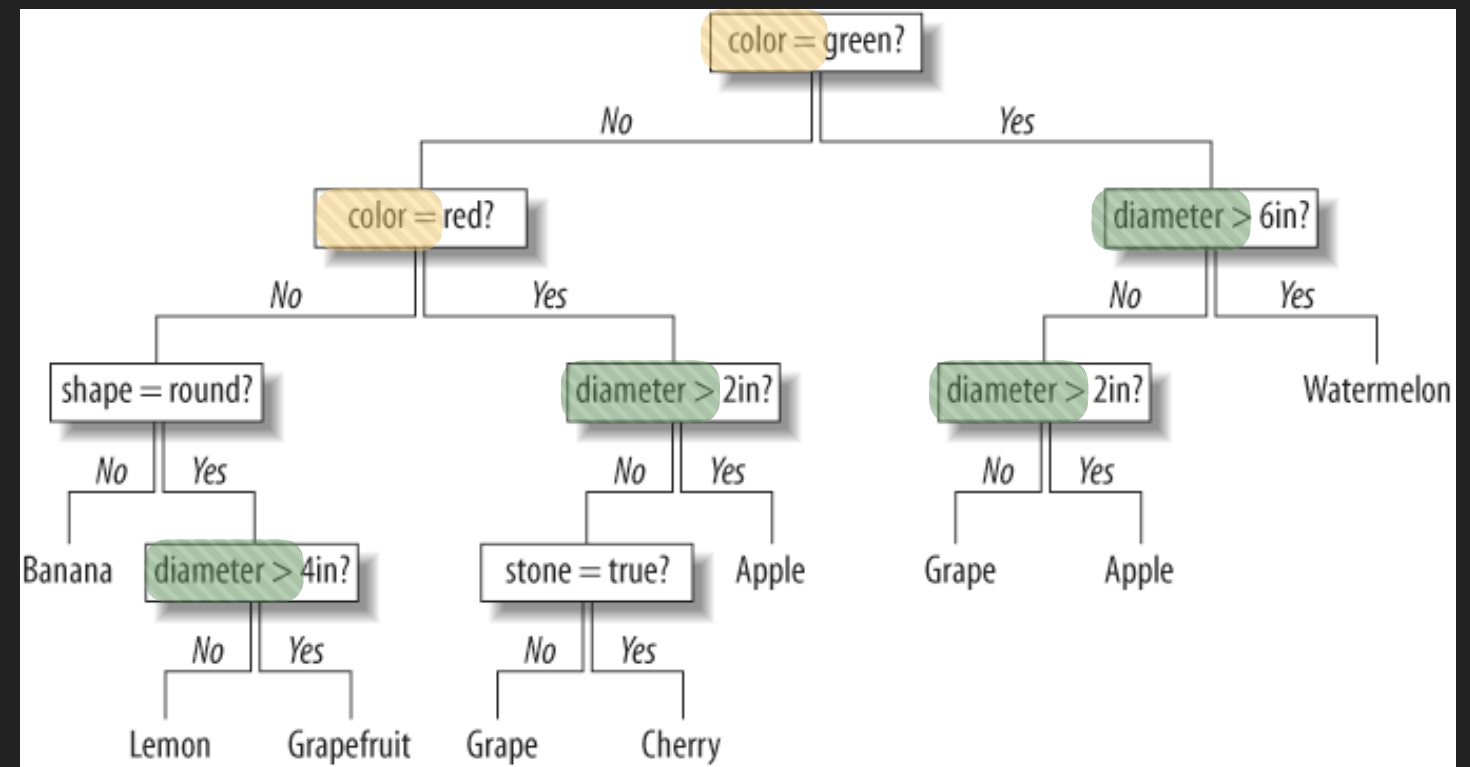 color = green?
No
Yes
color = red?
diameter > 6in?
No
Yes
No
Yes
shape = round?
diameter > 2in?
diameter > 2in?
Watermelon
No
Yes
No
Yes
No
Yes
Banana
diameter > 4in?
stone = true?
Apple
Grape
Apple
No
Yes
No
Yes
Lemon
Grapefruit
Grape
Cherry